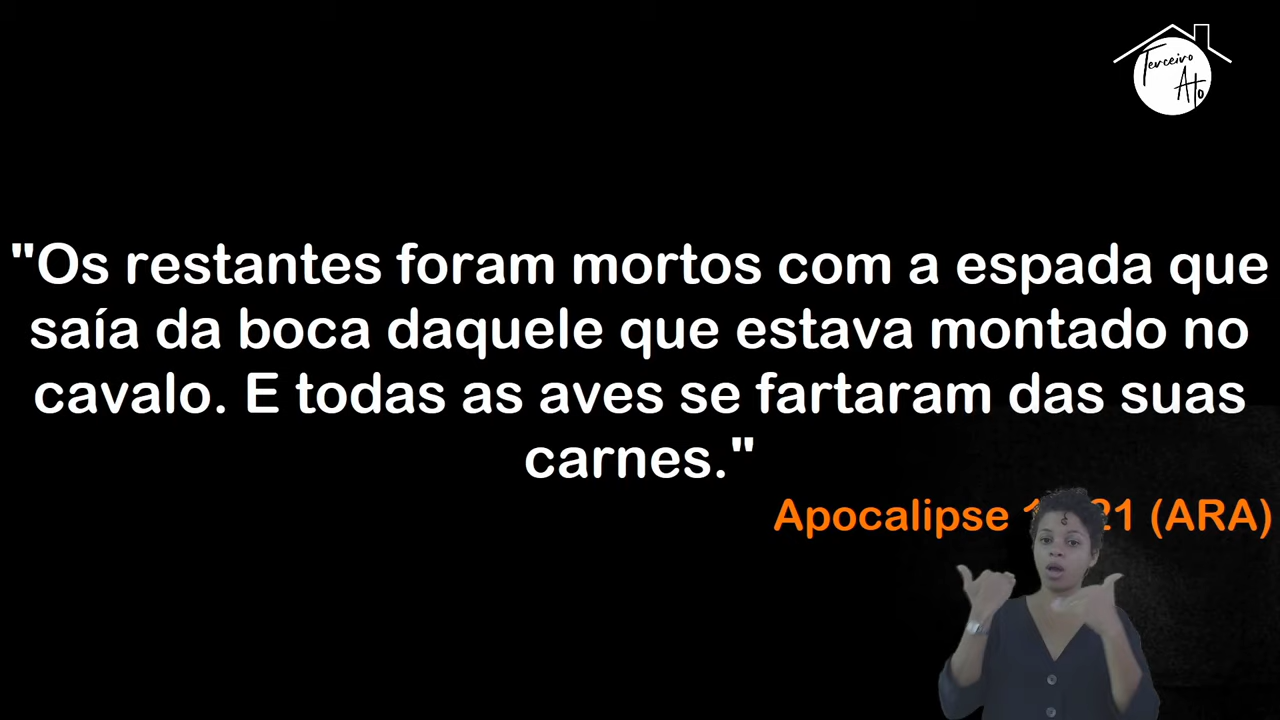 Terceiro
Ato
"Os restantes foram mortos com a espada que
saía da boca daquele que estava montado no
cavalo. E todas as aves se fartaram das suas
carnes."
Apocalipse 21 (ARA)